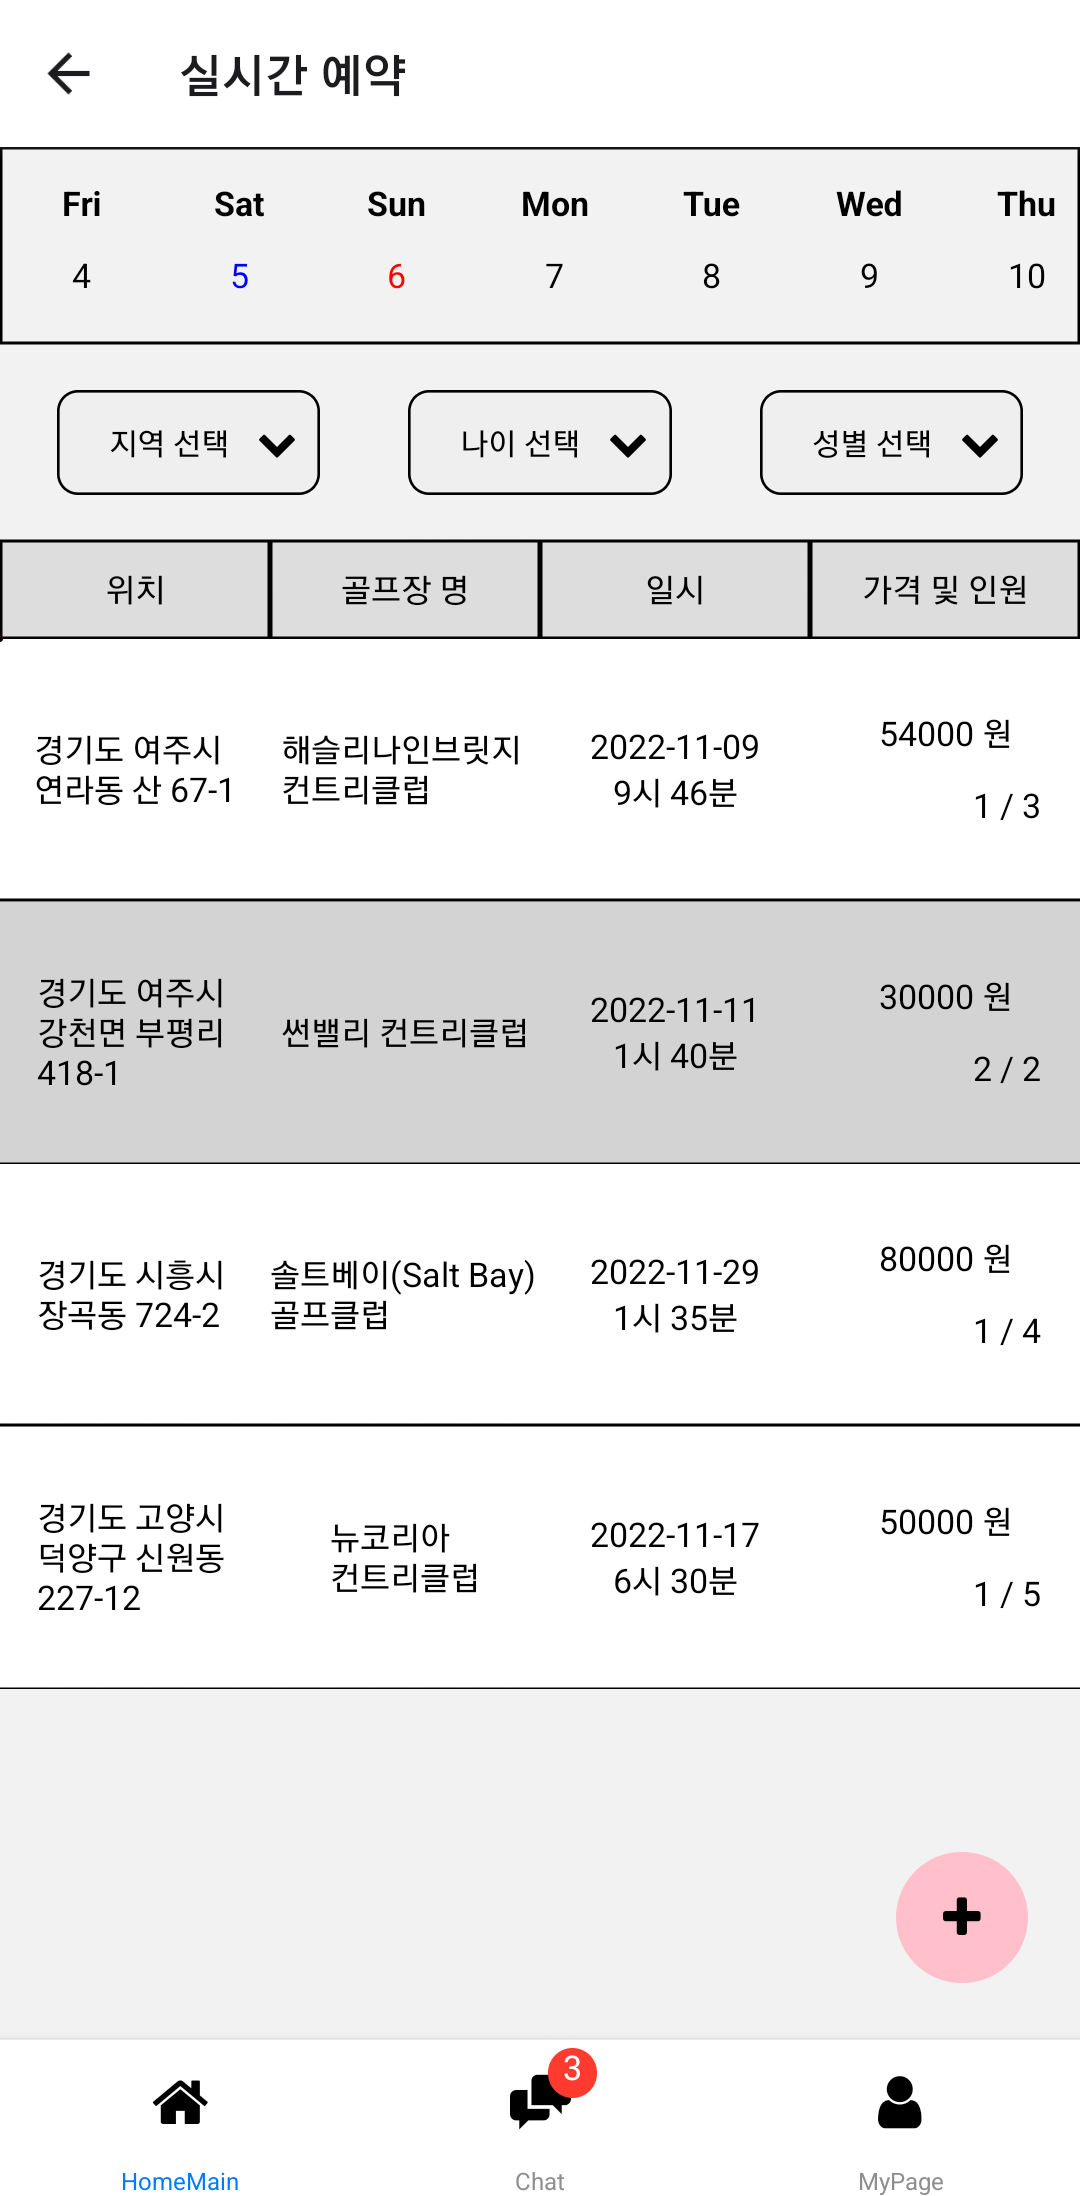 실시간 예약
Fri Sat Sun Mon Tue Wed Thu
4 5 6 7 8 9 10
지역 선택 나이 선택 성별 선택
위치 골프장 명 일시 가격 및 인원
경기도 여주시
연라동 산 67-1
해슬리나인브릿지
컨트리클럽
2022-11-09
9시 46분
54000 원
1 / 3
경기도 여주시
강천면 부평리
418-1
썬밸리 컨트리클럽
2022-11-11
1시 40분
30000 원
2 / 2
경기도 시흥시
장곡동 724-2
솔트베이(Salt Bay)
골프클럽
2022-11-29
1시 35분
80000 원
1 / 4
경기도 고양시
덕양구 신원동
227-12
뉴코리아
컨트리클럽
2022-11-17
6시 30분
50000 원
1 / 5
3
HomeMain Chat MyPage